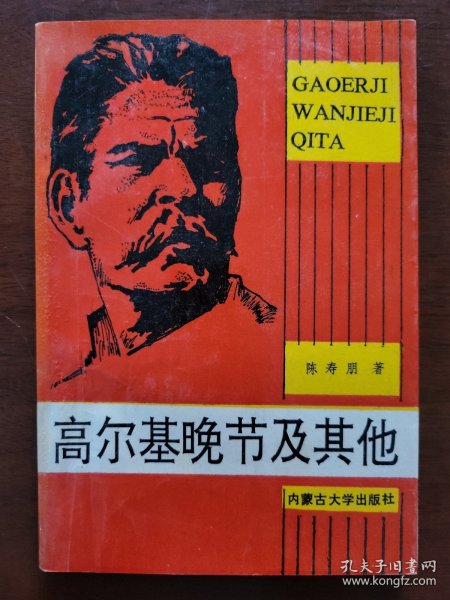 GAOERJI
WANJIEJI
QITA
陈寿朋 著
高尔基晚节及其他
内蒙古大学出版社
孔夫子旧书网
www.kongfz.com